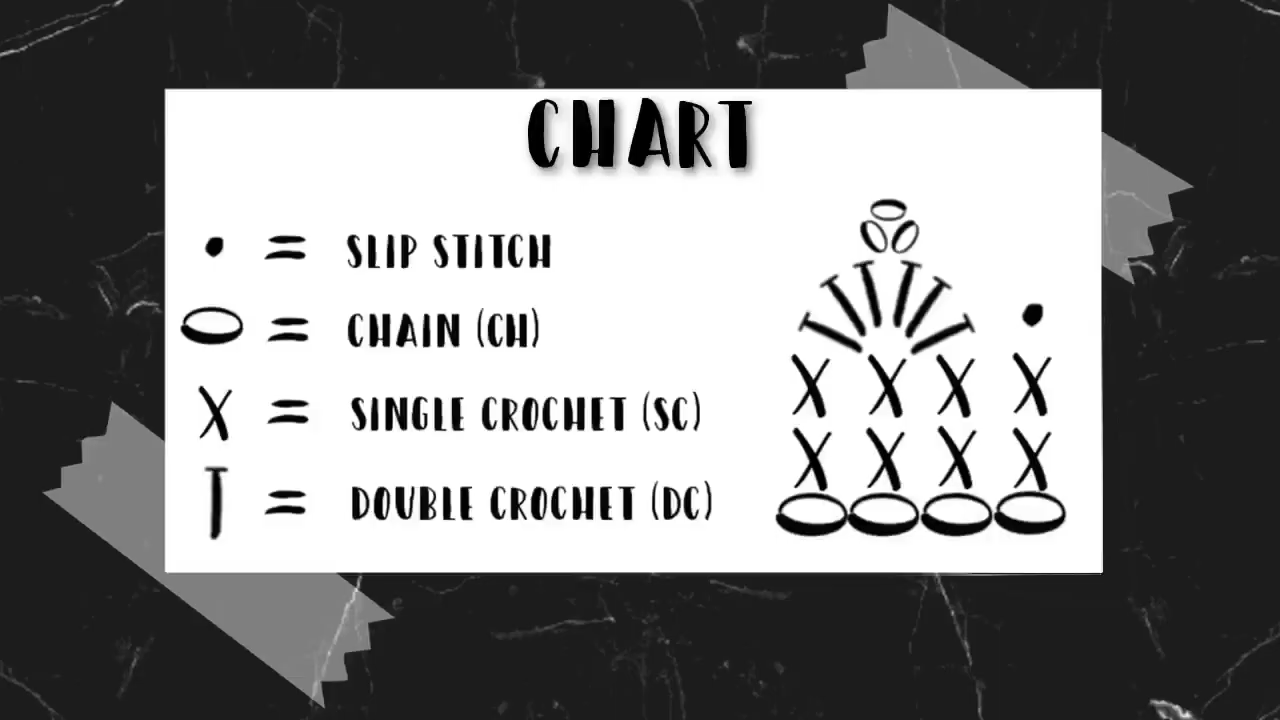 CHART
= SLIP STITCH
= CHAIN (CH)
X = SINGLE CROCHET (SC)
T = DOUBLE CROCHET (DC)
X X X X
X X X X